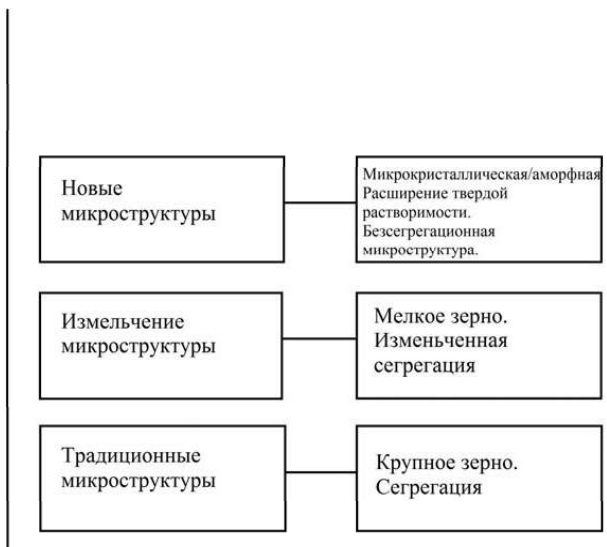 Новые
микроструктуры
Микрокристаллическая/аморфная
Расширение твердой
растворимости.
Безсегрегационная
микроструктура.
Измельчение
микроструктуры
Мелкое зерно.
Изменьченная
сегрегация
Традиционные
микроструктуры
Крупное зерно.
Сегрегация